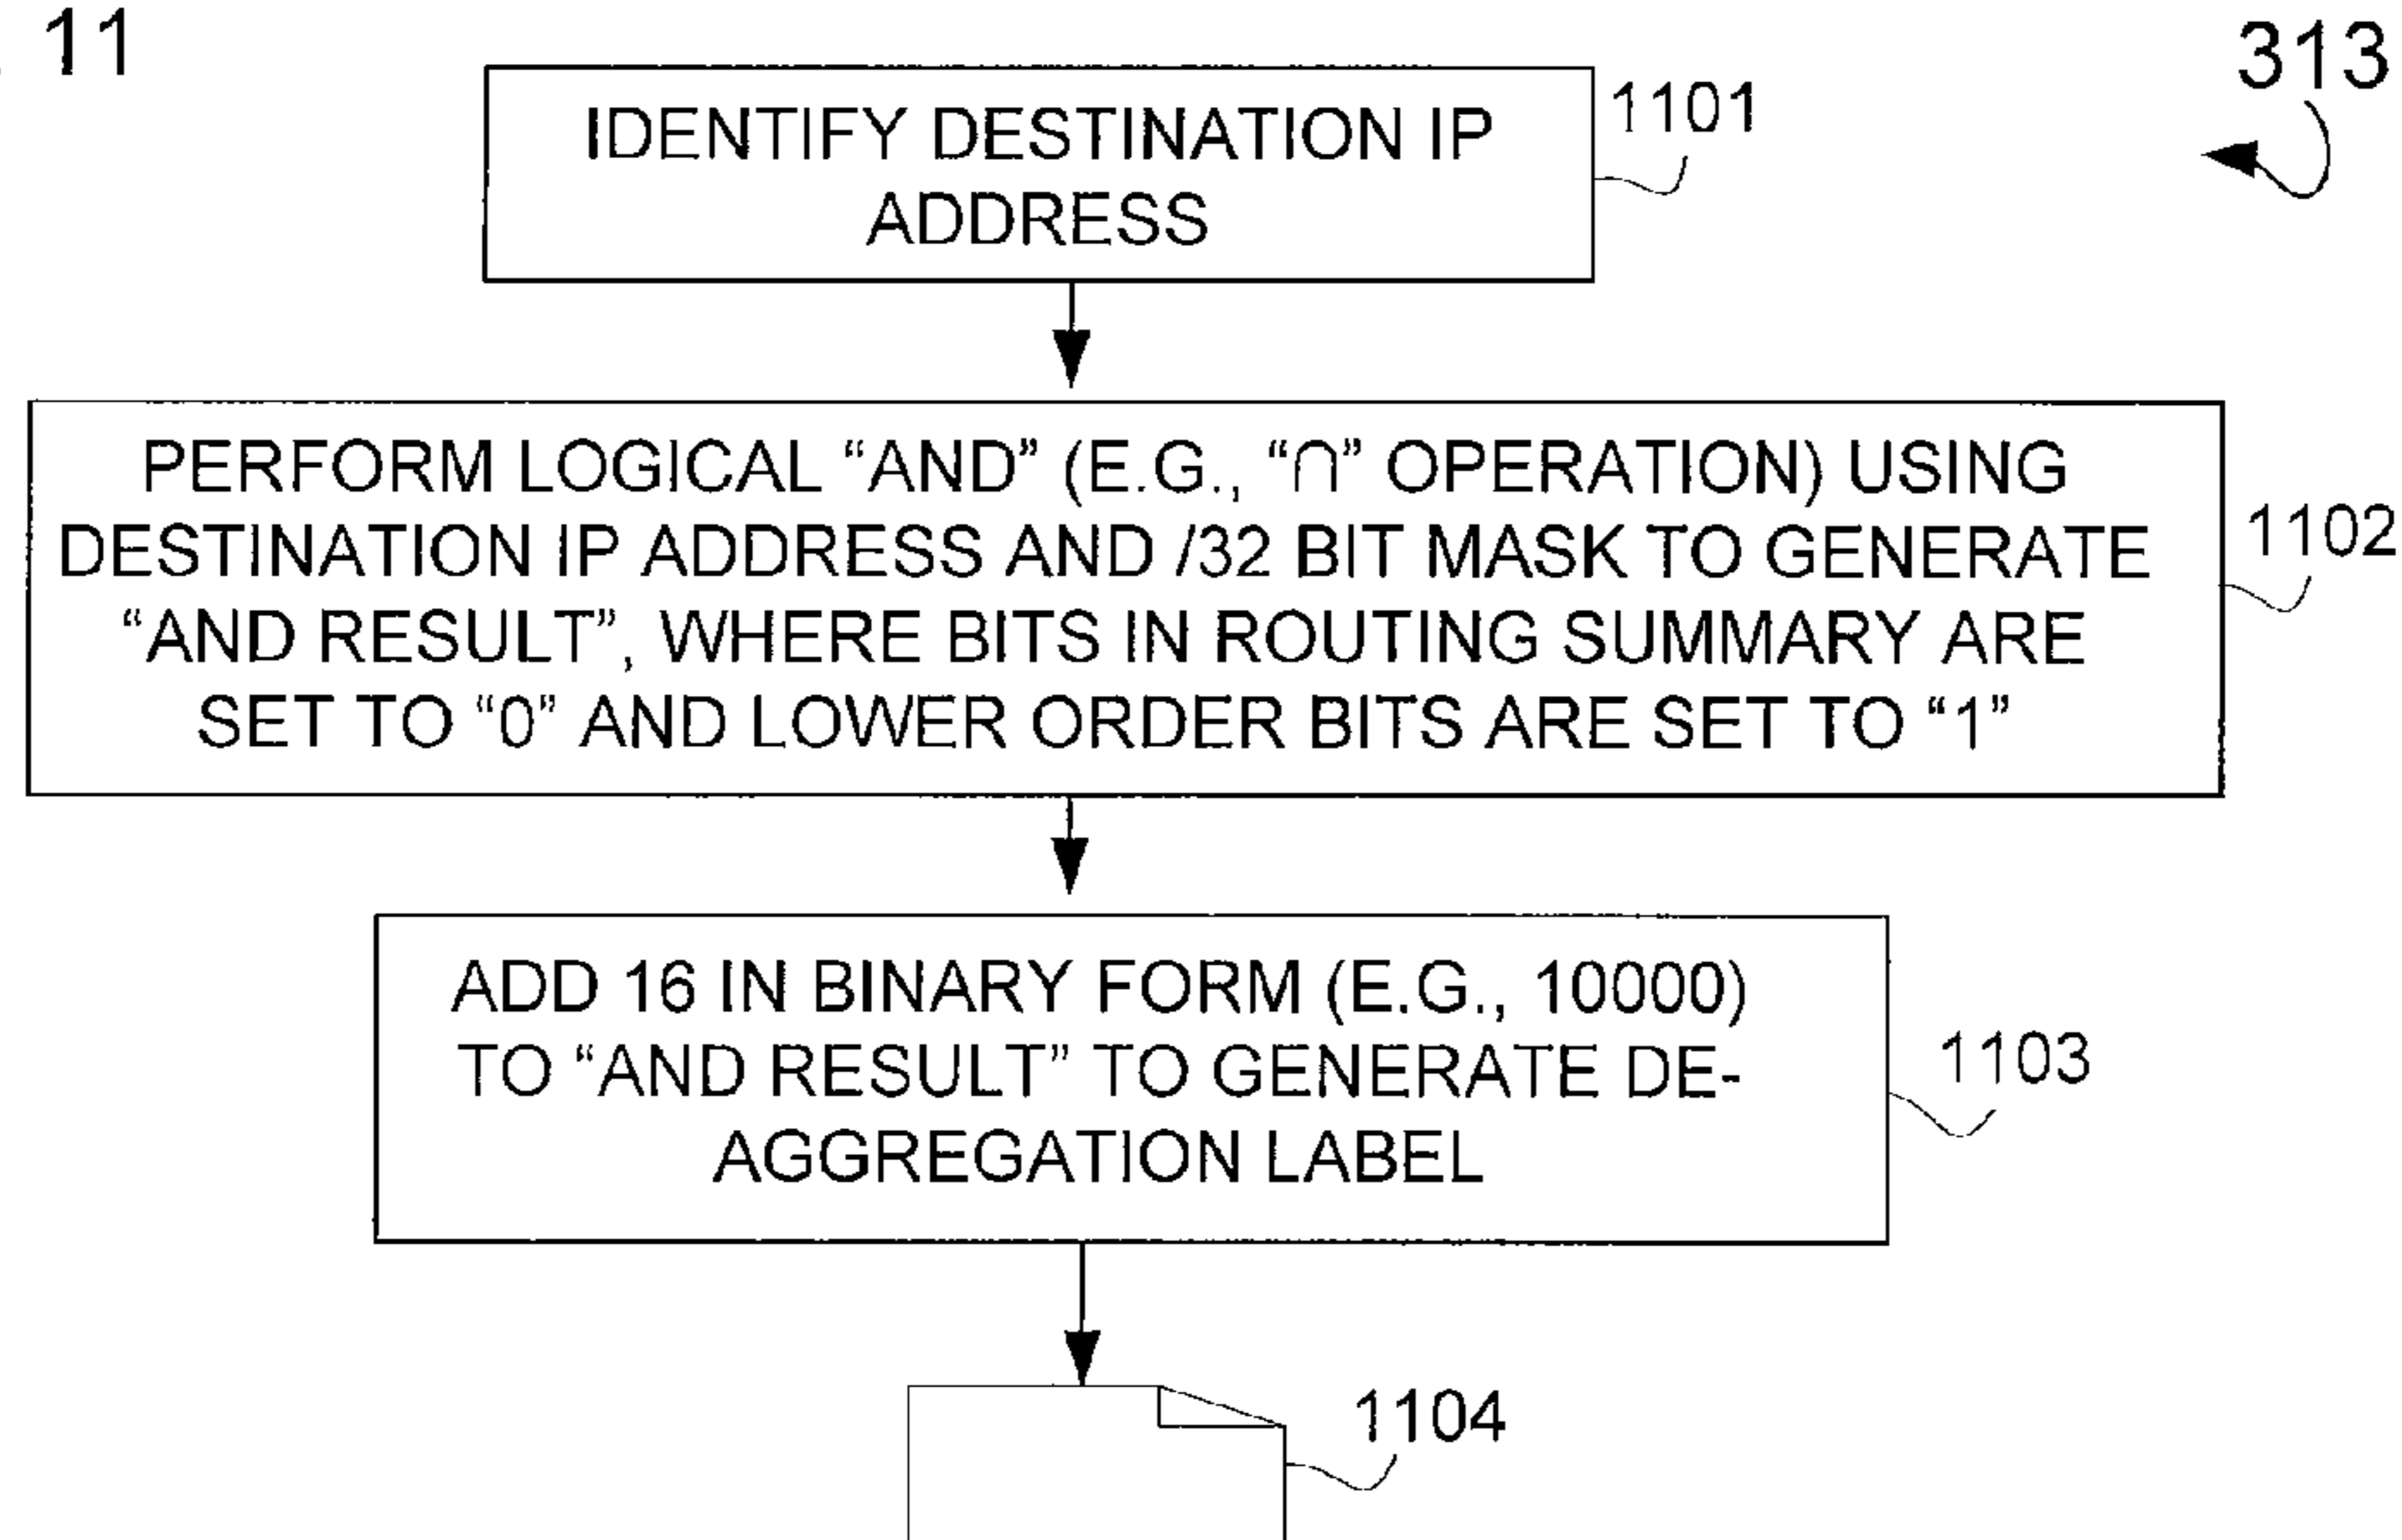 11
313
IDENTIFY DESTINATION IP
ADDRESS
1101
PERFORM LOGICAL “AND” (E.G., “∩” OPERATION) USING
DESTINATION IP ADDRESS AND /32 BIT MASK TO GENERATE
“AND RESULT”, WHERE BITS IN ROUTING SUMMARY ARE
SET TO “0” AND LOWER ORDER BITS ARE SET TO “1”
1102
ADD 16 IN BINARY FORM (E.G., 10000)
TO “AND RESULT” TO GENERATE DE-
AGGREGATION LABEL
1103
1104